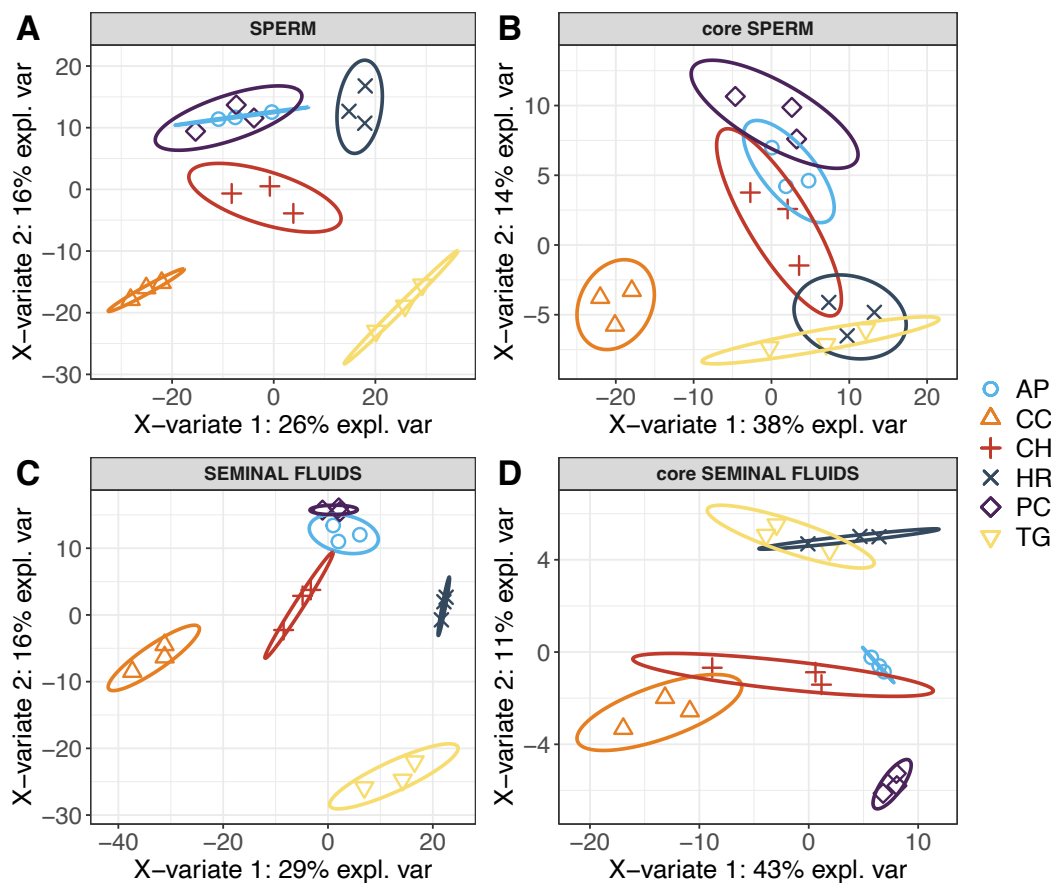 A
SPERM
X−variate 2: 16% expl. var
20
10
0
−10
−20
−30
−20
0
20
X−variate 1: 26% expl. var
B
core SPERM
X−variate 2: 14% expl. var
10
5
0
−5
−20
−10
0
10
20
X−variate 1: 38% expl. var
C
SEMINAL FLUIDS
X−variate 2: 16% expl. var
10
0
−10
−20
−30
−40
−20
0
20
X−variate 1: 29% expl. var
D
core SEMINAL FLUIDS
X−variate 2: 11% expl. var
4
0
−4
−20
−10
0
10
X−variate 1: 43% expl. var
AP
CC
CH
HR
PC
TG